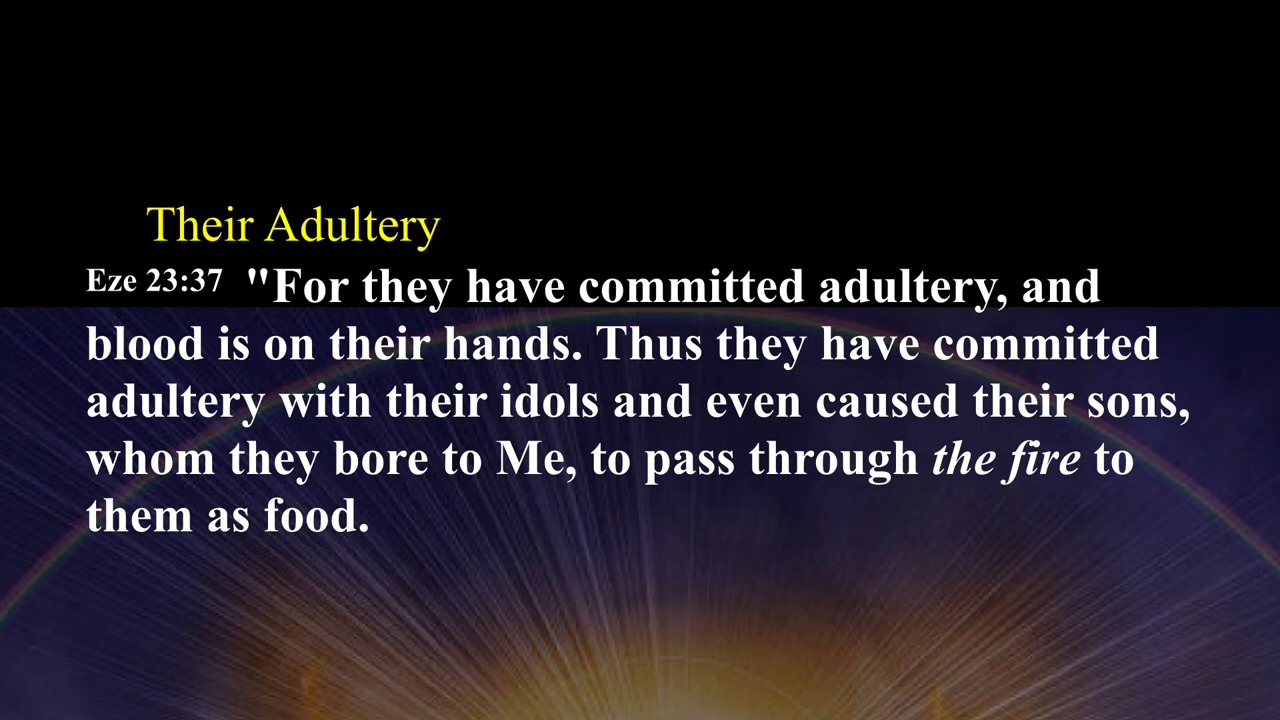 Their Adultery
Eze 23:37 "For they have committed adultery, and
blood is on their hands. Thus they have committed
adultery with their idols and even caused their sons,
whom they bore to Me, to pass through the fire to
them as food.